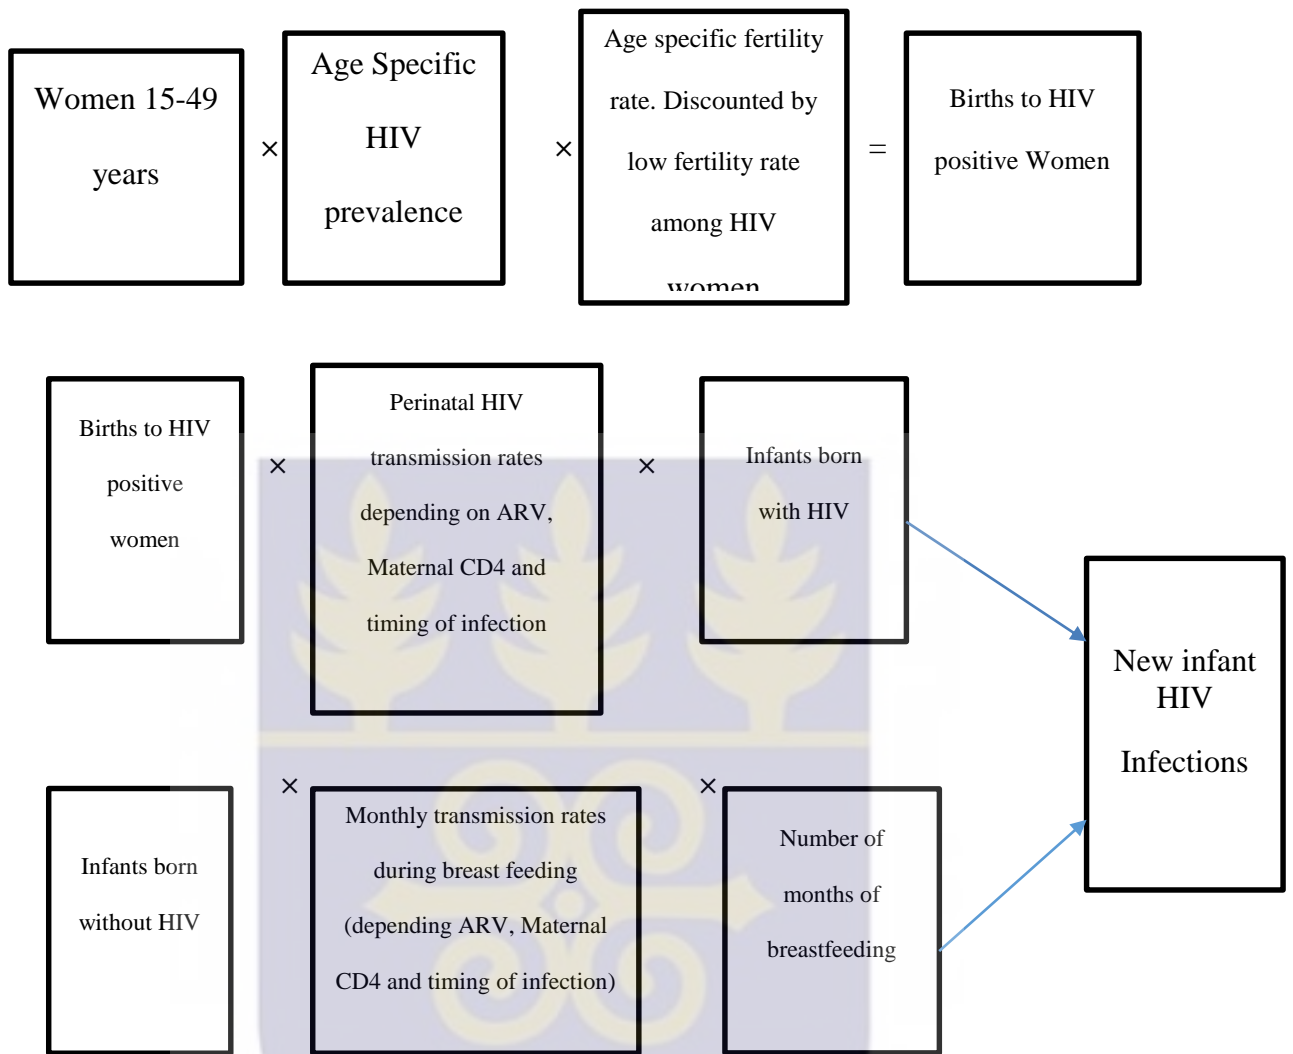 Women 15-49
years
×
Age Specific
HIV
prevalence
×
Age specific fertility
rate. Discounted by
low fertility rate
among HIV
women
=
Births to HIV
positive Women
Births to HIV
positive
women
×
Perinatal HIV
transmission rates
depending on ARV,
Maternal CD4 and
timing of infection
×
Infants born
with HIV
New infant
HIV
Infections
Infants born
without HIV
×
Monthly transmission rates
during breast feeding
(depending ARV, Maternal
CD4 and timing of infection)
×
Number of
months of
breastfeeding